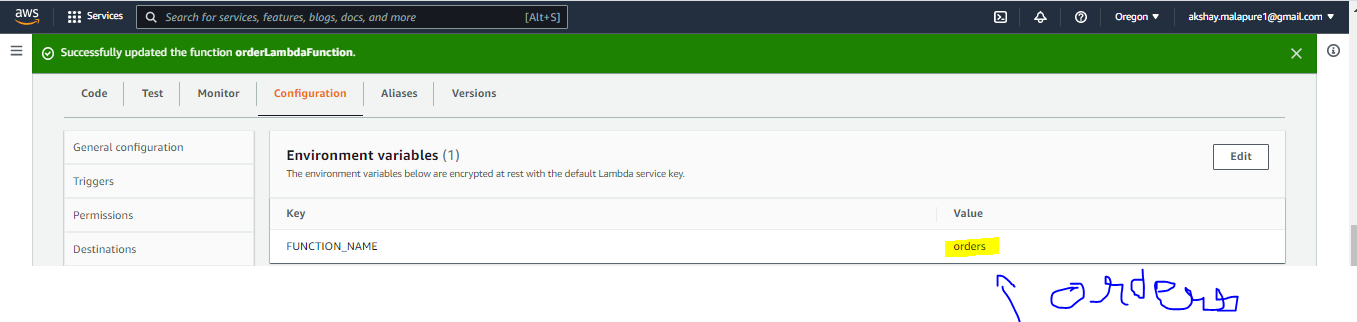 aws Services Search for services, features, blogs, docs, and more [Alt+S] Oregon ▼ akshay.malapure1@gmail.com ▼
Successfully updated the function orderLambdaFunction.
Code Test Monitor Configuration Aliases Versions
General configuration
Triggers
Permissions
Destinations
Environment variables (1)
Edit
The environment variables below are encrypted at rest with the default Lambda service key.
Key Value
FUNCTION_NAME orders
orders